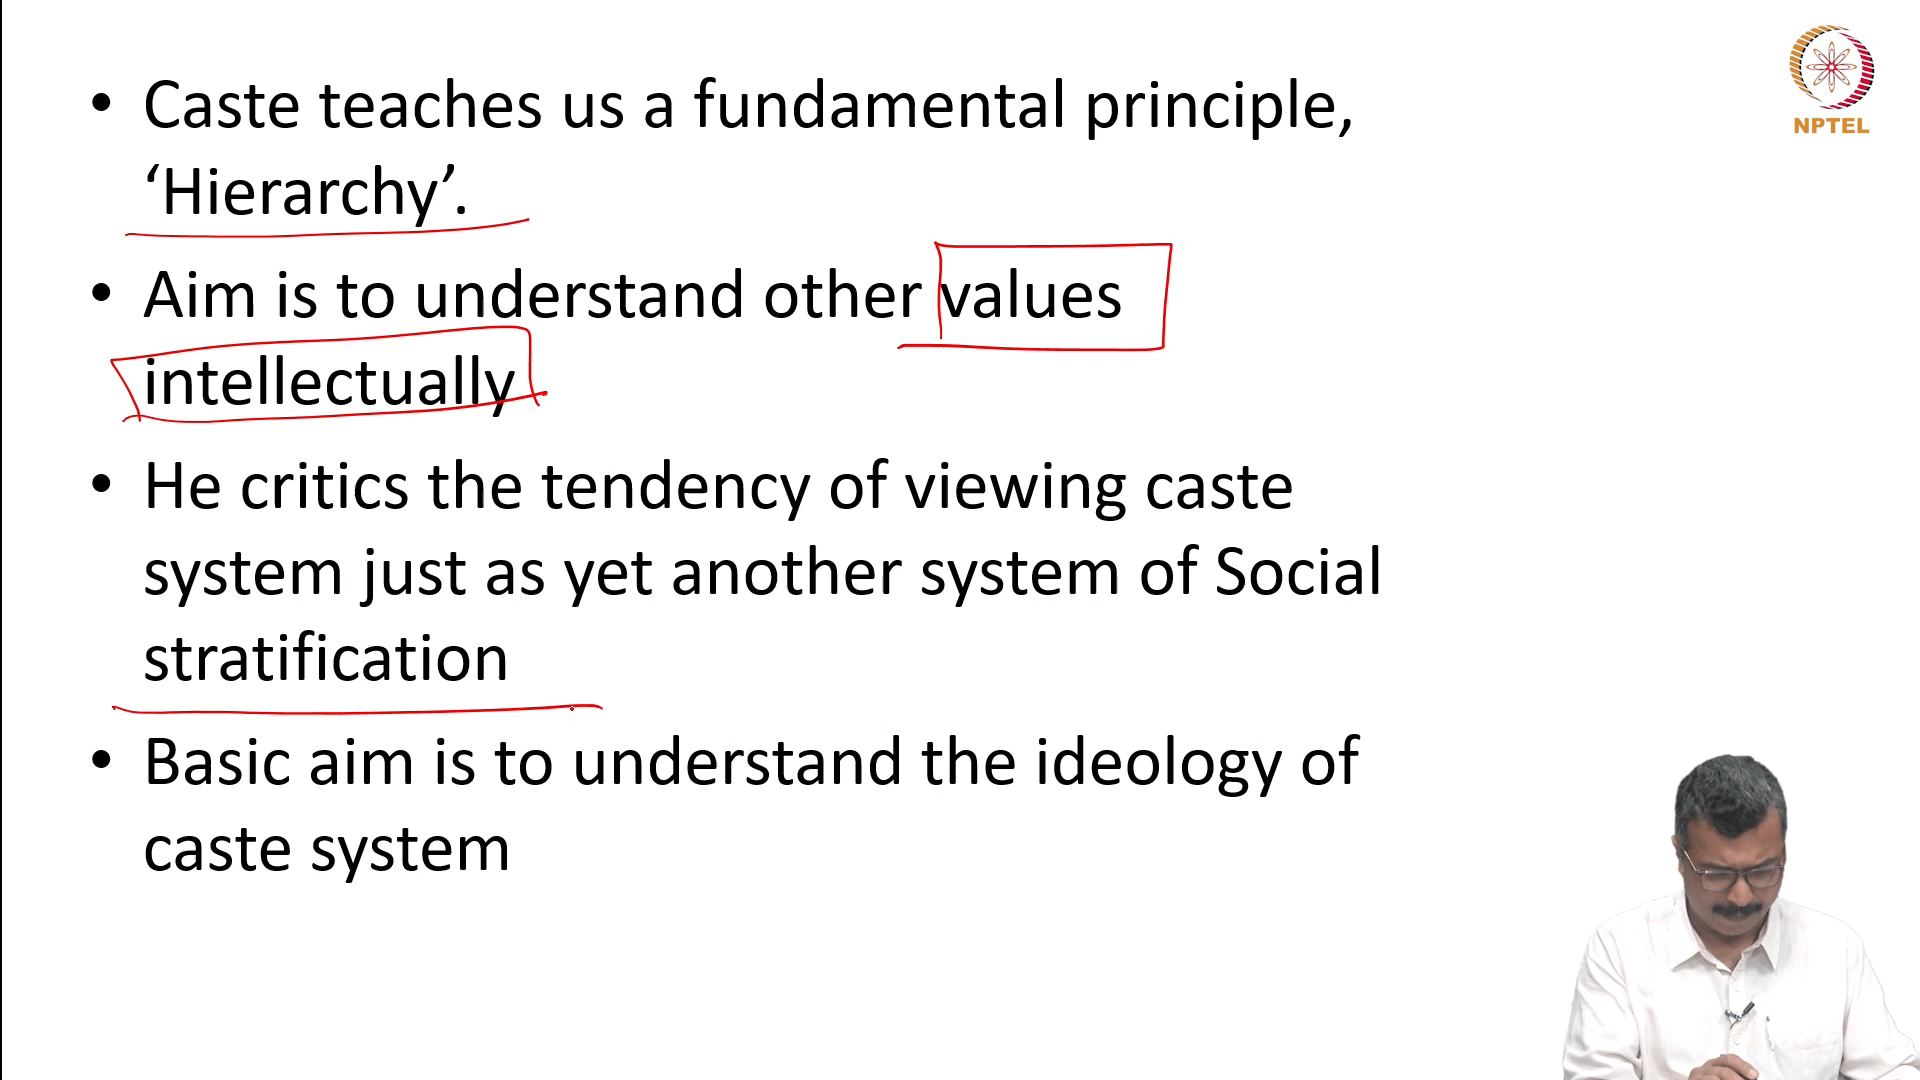 • Caste teaches us a fundamental principle,
‘Hierarchy’.
• Aim is to understand other values
intellectually
• He critics the tendency of viewing caste
system just as yet another system of Social
stratification
• Basic aim is to understand the ideology of
caste system
NPTEL